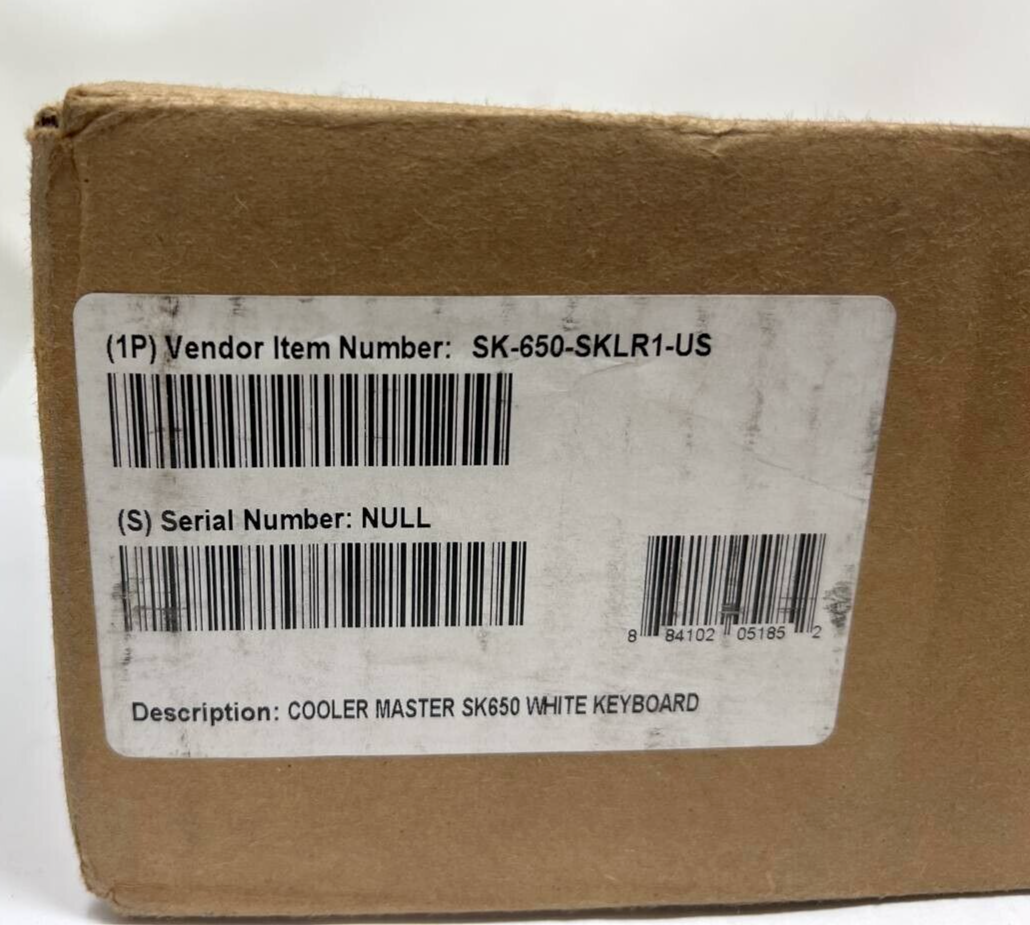 (1P) Vendor Item Number: SK-650-SKLR1-US
(S) Serial Number: NULL
8 84102 05185 2
Description: COOLER MASTER SK650 WHITE KEYBOARD